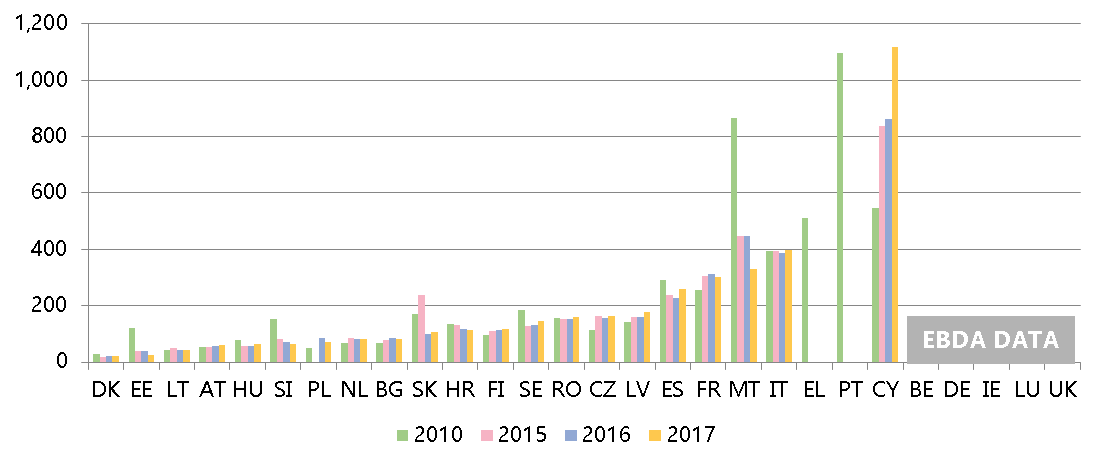 1,200
1,000
800
600
400
200
0
EBDA DATA
DK EE LT AT HU SI PL NL BG SK HR FI SE RO CZ LV ES FR MT IT EL PT CY BE DE IE LU UK
2010 2015 2016 2017